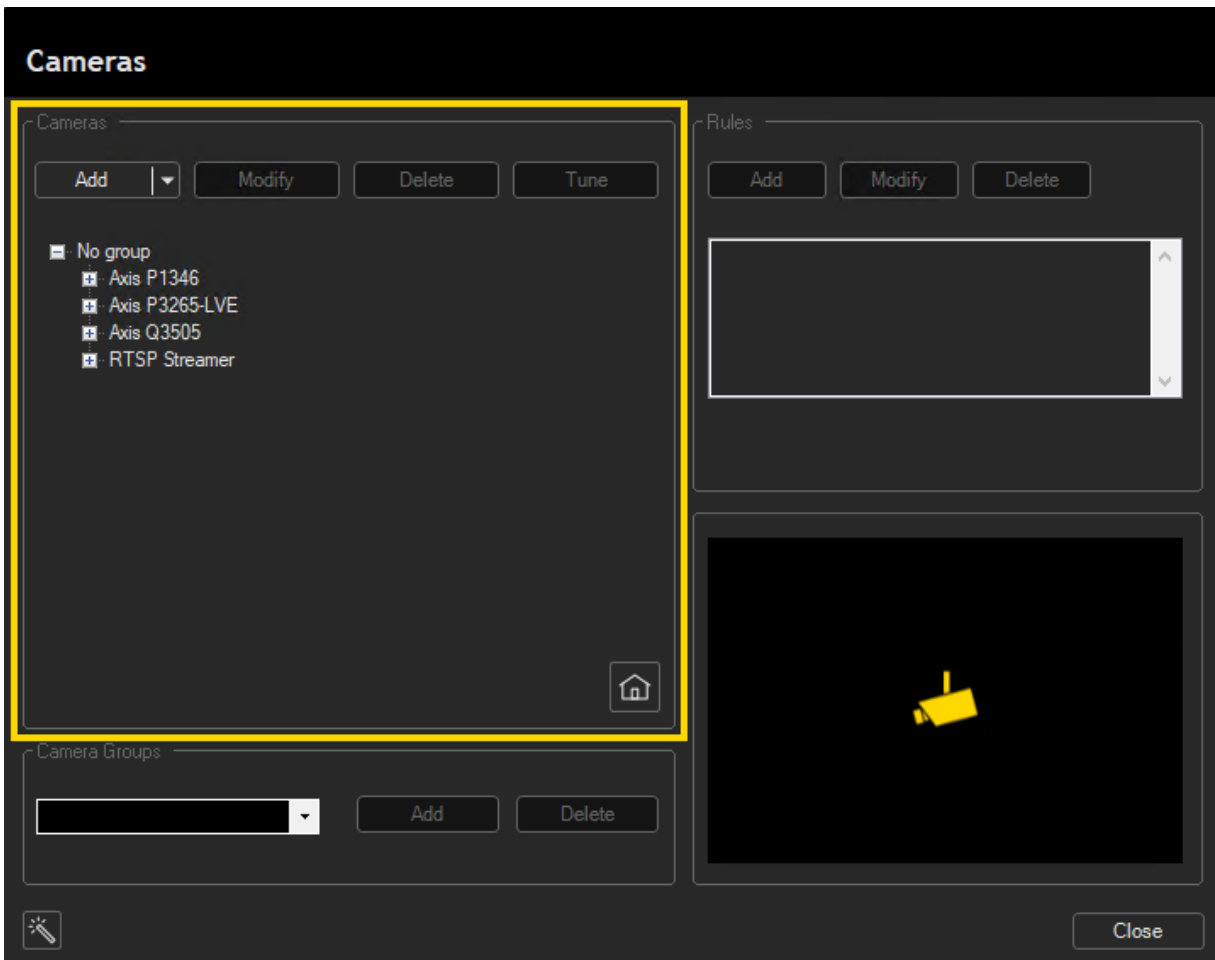 Cameras
Cameras
Add
Modify
Delete
Tune
No group
Axis P1346
Axis P3265-LVE
Axis Q3505
RTSP Streamer
Rules
Add
Modify
Delete
Camera Groups
Add
Delete
Close